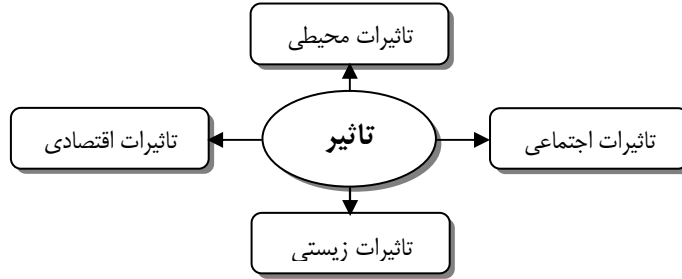 تاثیرات محیطی
تاثیرات اجتماعی
تاثیر
تاثیرات اقتصادی
تاثیرات زیستی